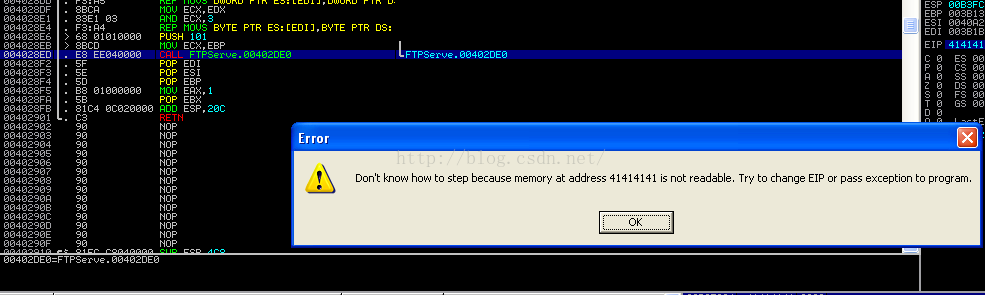 004028DD . F3:A5 REP MOVS DWORD PTR ES:[EDI],DWORD PTR D
004028DF . 8BCA MOV ECX,EDX
004028E1 . 83E1 03 AND ECX,3
004028E4 . F3:A4 REP MOVS BYTE PTR ES:[EDI],BYTE PTR DS:
004028E6 > 68 01010000 PUSH 101
004028EB > 8BCD MOV ECX,EBP
004028ED . E8 EE040000 CALL FTPServe.00402DE0 FTPServe.00402DE0
004028F2 . 5F POP EDI
004028F3 . 5E POP ESI
004028F4 . 5D POP EBP
004028F5 . B8 01000000 MOV EAX,1
004028FA . 5B POP EBX
004028FB . 81C4 0C020000 ADD ESP,20C
00402901 . C3 RETN
00402902 90 NOP
00402903 90 NOP
00402904 90 NOP
00402905 90 NOP
00402906 90 NOP
00402907 90 NOP
00402908 90 NOP
00402909 90 NOP
0040290A 90 NOP
0040290B 90 NOP
0040290C 90 NOP
0040290D 90 NOP
0040290E 90 NOP
0040290F 90 NOP
00402910 81EC C8040000 SUB ESP,4C8
00402DE0=FTPServe.00402DE0
ESP 00B3FC
EBP 003B13
ESI 0040A2
EDI 003B1B
EIP 414141
C 0 ES 00
P 0 CS 00
A 0 SS 00
Z 0 DS 00
S 0 FS 00
T 0 GS 00
D 0
Error
http://blog.csdn.net/
Don't know how to step because memory at address 41414141 is not readable. Try to change EIP or pass exception to program.
OK